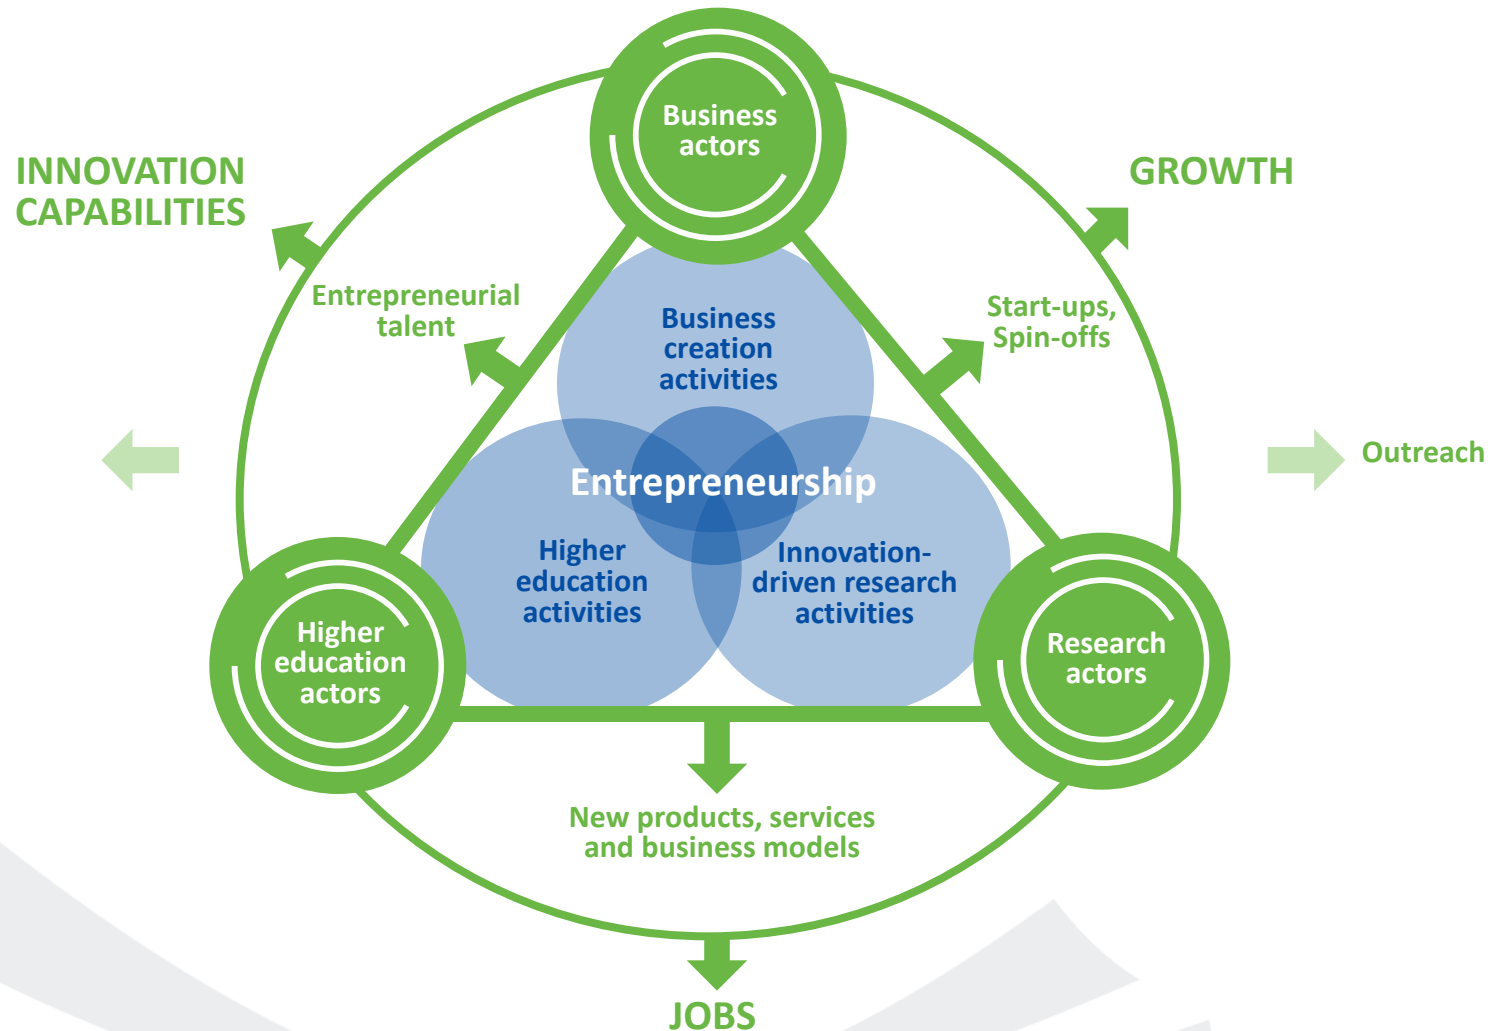 Business
actors
INNOVATION
CAPABILITIES
GROWTH
Entrepreneurial
talent
Start-ups,
Spin-offs
Business
creation
activities
Outreach
Entrepreneurship
Higher
education
activities
Innovation-
driven research
activities
Higher
education
actors
Research
actors
New products, services
and business models
JOBS